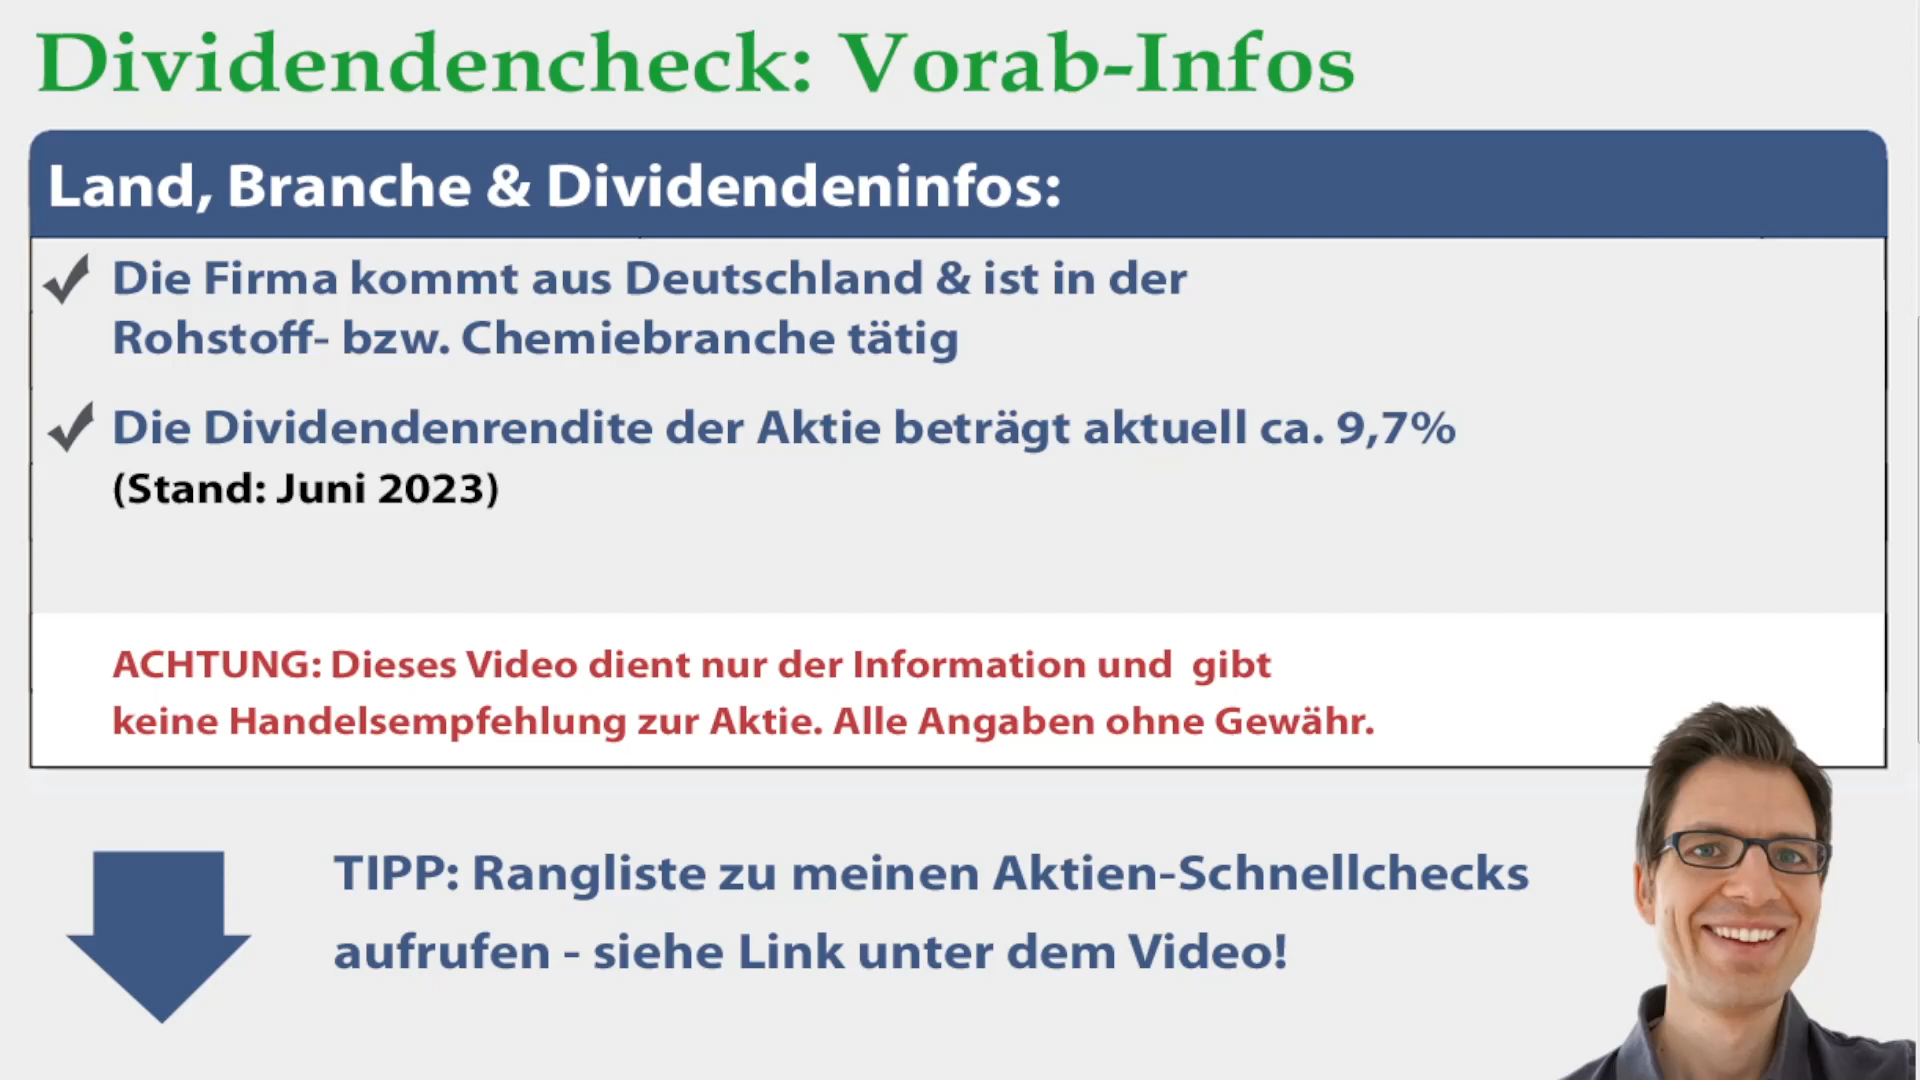 Dividendencheck: Vorab-Infos
Land, Branche & Dividendeninfos:
Die Firma kommt aus Deutschland & ist in der
Rohstoff- bzw. Chemiebranche tätig
Die Dividendenrendite der Aktie beträgt aktuell ca. 9,7%
(Stand: Juni 2023)
ACHTUNG: Dieses Video dient nur der Information und gibt
keine Handelsempfehlung zur Aktie. Alle Angaben ohne Gewähr.
TIPP: Rangliste zu meinen Aktien-Schnellchecks
aufrufen - siehe Link unter dem Video!